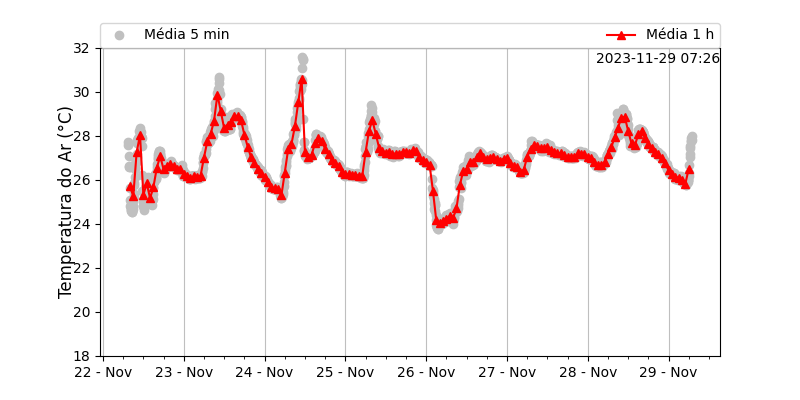 Média 5 min
Média 1 h
2023-11-29 07:26
Temperatura do Ar (°C)
32
30
28
26
24
22
20
18
22 - Nov
23 - Nov
24 - Nov
25 - Nov
26 - Nov
27 - Nov
28 - Nov
29 - Nov